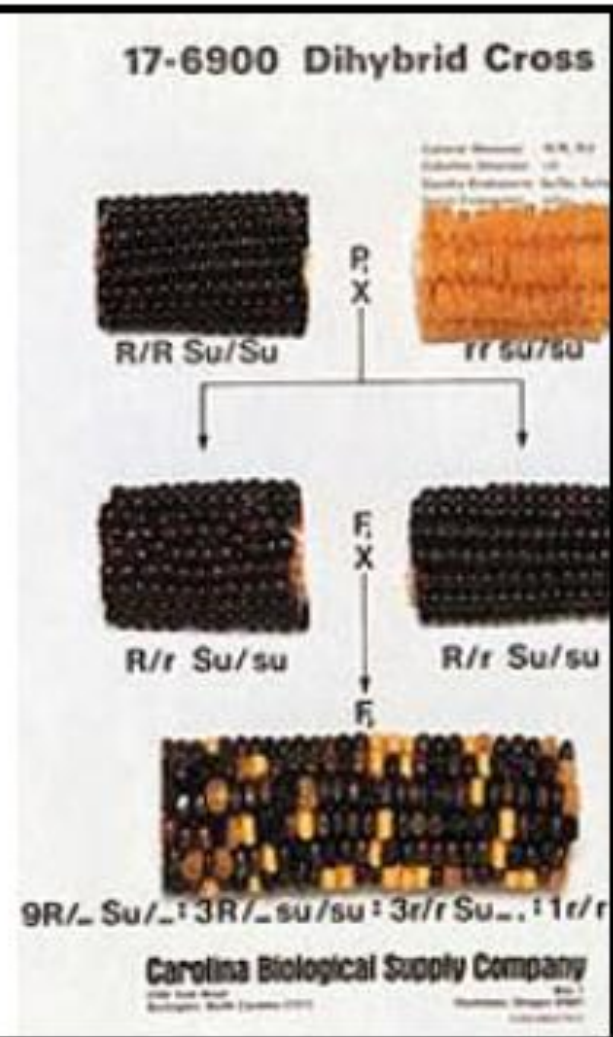 17-6900 Dihybrid Cross
P₁
X
R/R Su/Su
rr su/su
F₁
X
R/r Su/su
R/r Su/su
F₂
9R/_ Su/_ : 3R/_ su/su : 3r/r Su_. : 1r/r
Carolina Biological Supply Company